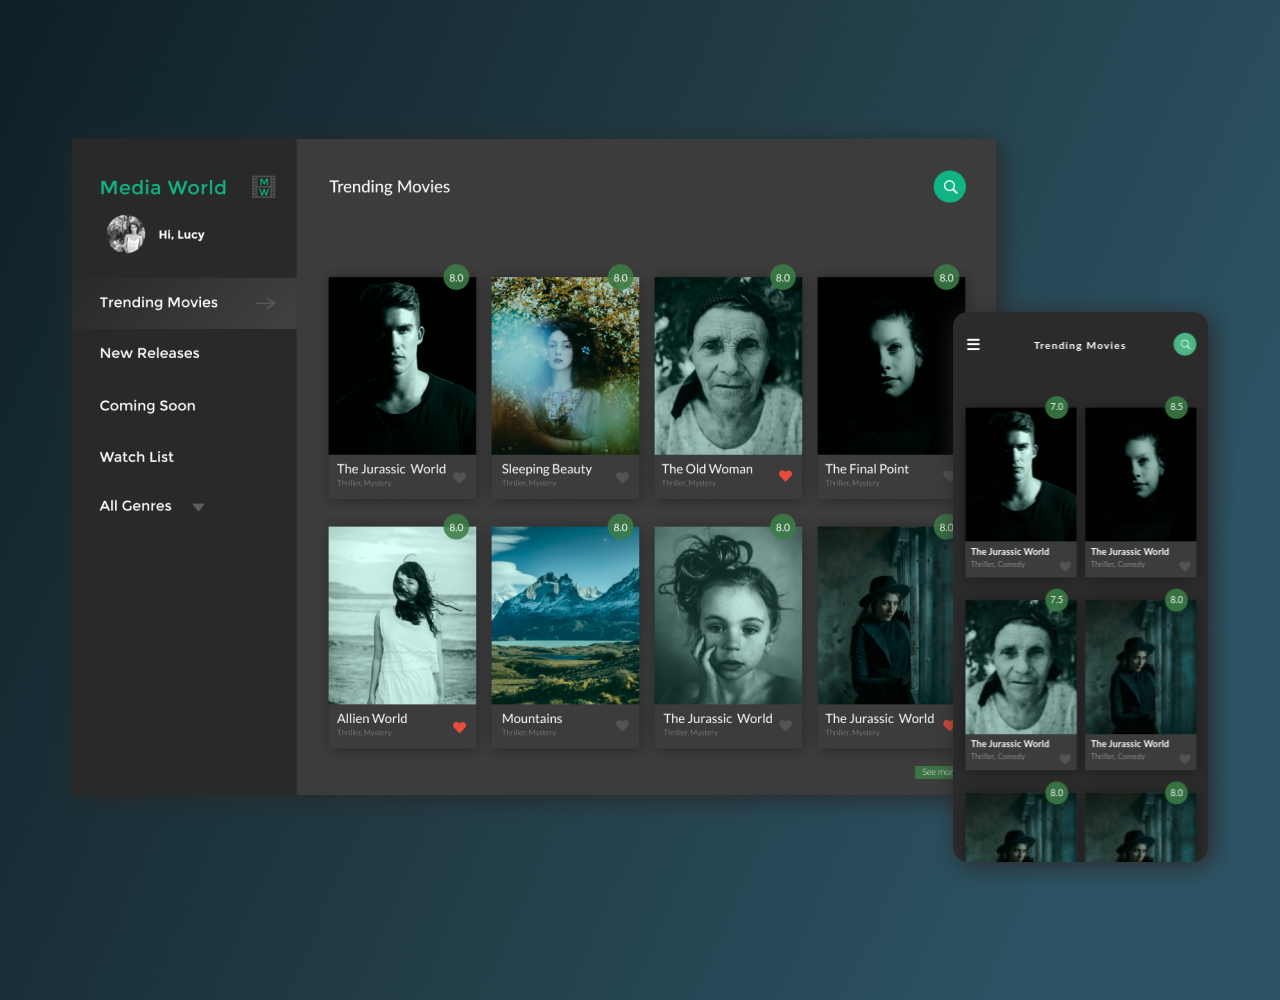 Media World
M
W
Hi, Lucy
Trending Movies
New Releases
Coming Soon
Watch List
All Genres
Trending Movies
8.0
8.0
8.0
8.0
The Jurassic World
Thriller, Mystery
Sleeping Beauty
Thriller, Mystery
The Old Woman
Thriller, Mystery
The Final Point
Thriller, Mystery
8.0
8.0
8.0
8.0
Allien World
Thriller, Mystery
Mountains
Thriller, Mystery
The Jurassic World
Thriller, Mystery
The Jurassic World
Thriller, Mystery
See mor
Trending Movies
7.0
8.5
The Jurassic World
Thriller, Comedy
The Jurassic World
Thriller, Comedy
7.5
8.0
The Jurassic World
Thriller, Comedy
The Jurassic World
Thriller, Comedy
8.0
8.0